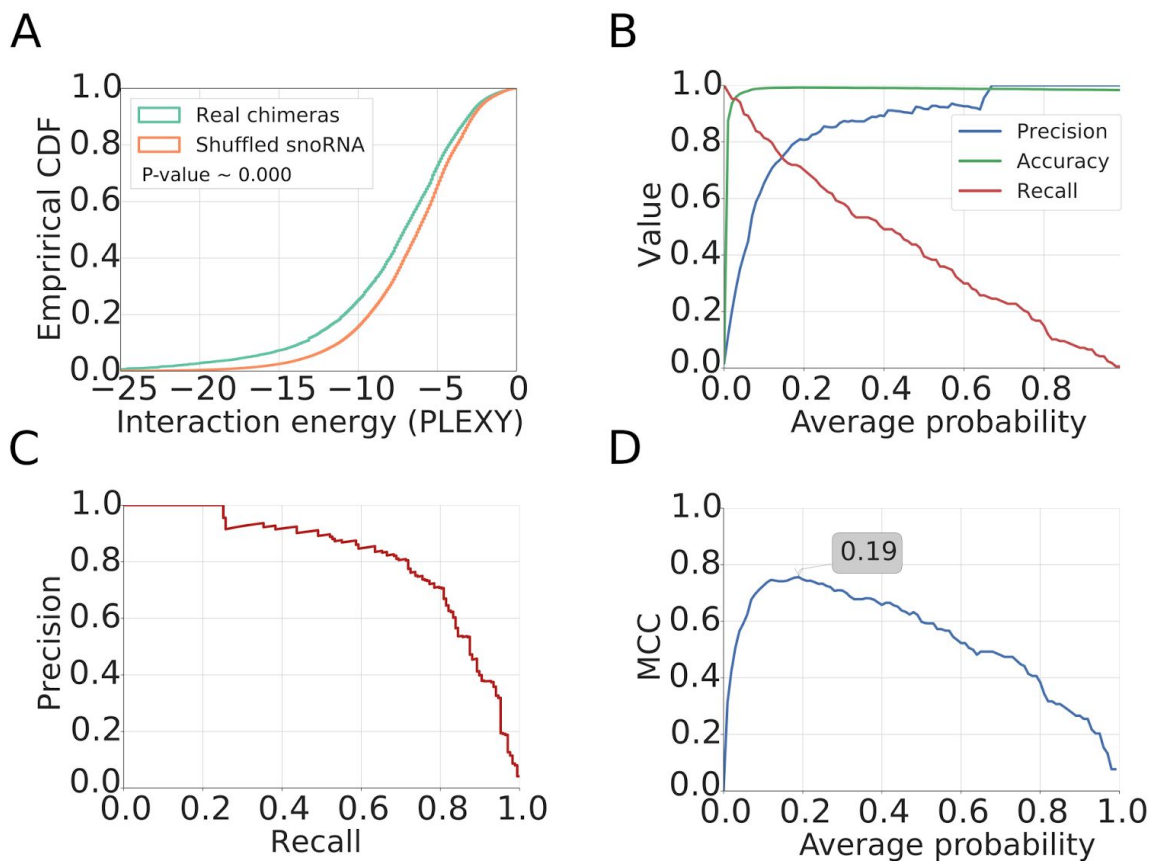 A
Emprirical CDF
1.0
0.8
0.6
0.4
0.2
0.0
Real chimeras
Shuffled snoRNA
P-value ~ 0.000
−25 −20 −15 −10 −5 0
Interaction energy (PLEXY)
B
Value
1.0
0.8
0.6
0.4
0.2
0.0
Precision
Accuracy
Recall
0.0 0.2 0.4 0.6 0.8
Average probability
C
Precision
1.0
0.8
0.6
0.4
0.2
0.0
0.0 0.2 0.4 0.6 0.8 1.0
Recall
D
MCC
1.0
0.8
0.6
0.4
0.2
0.0
0.19
0.0 0.2 0.4 0.6 0.8 1.0
Average probability